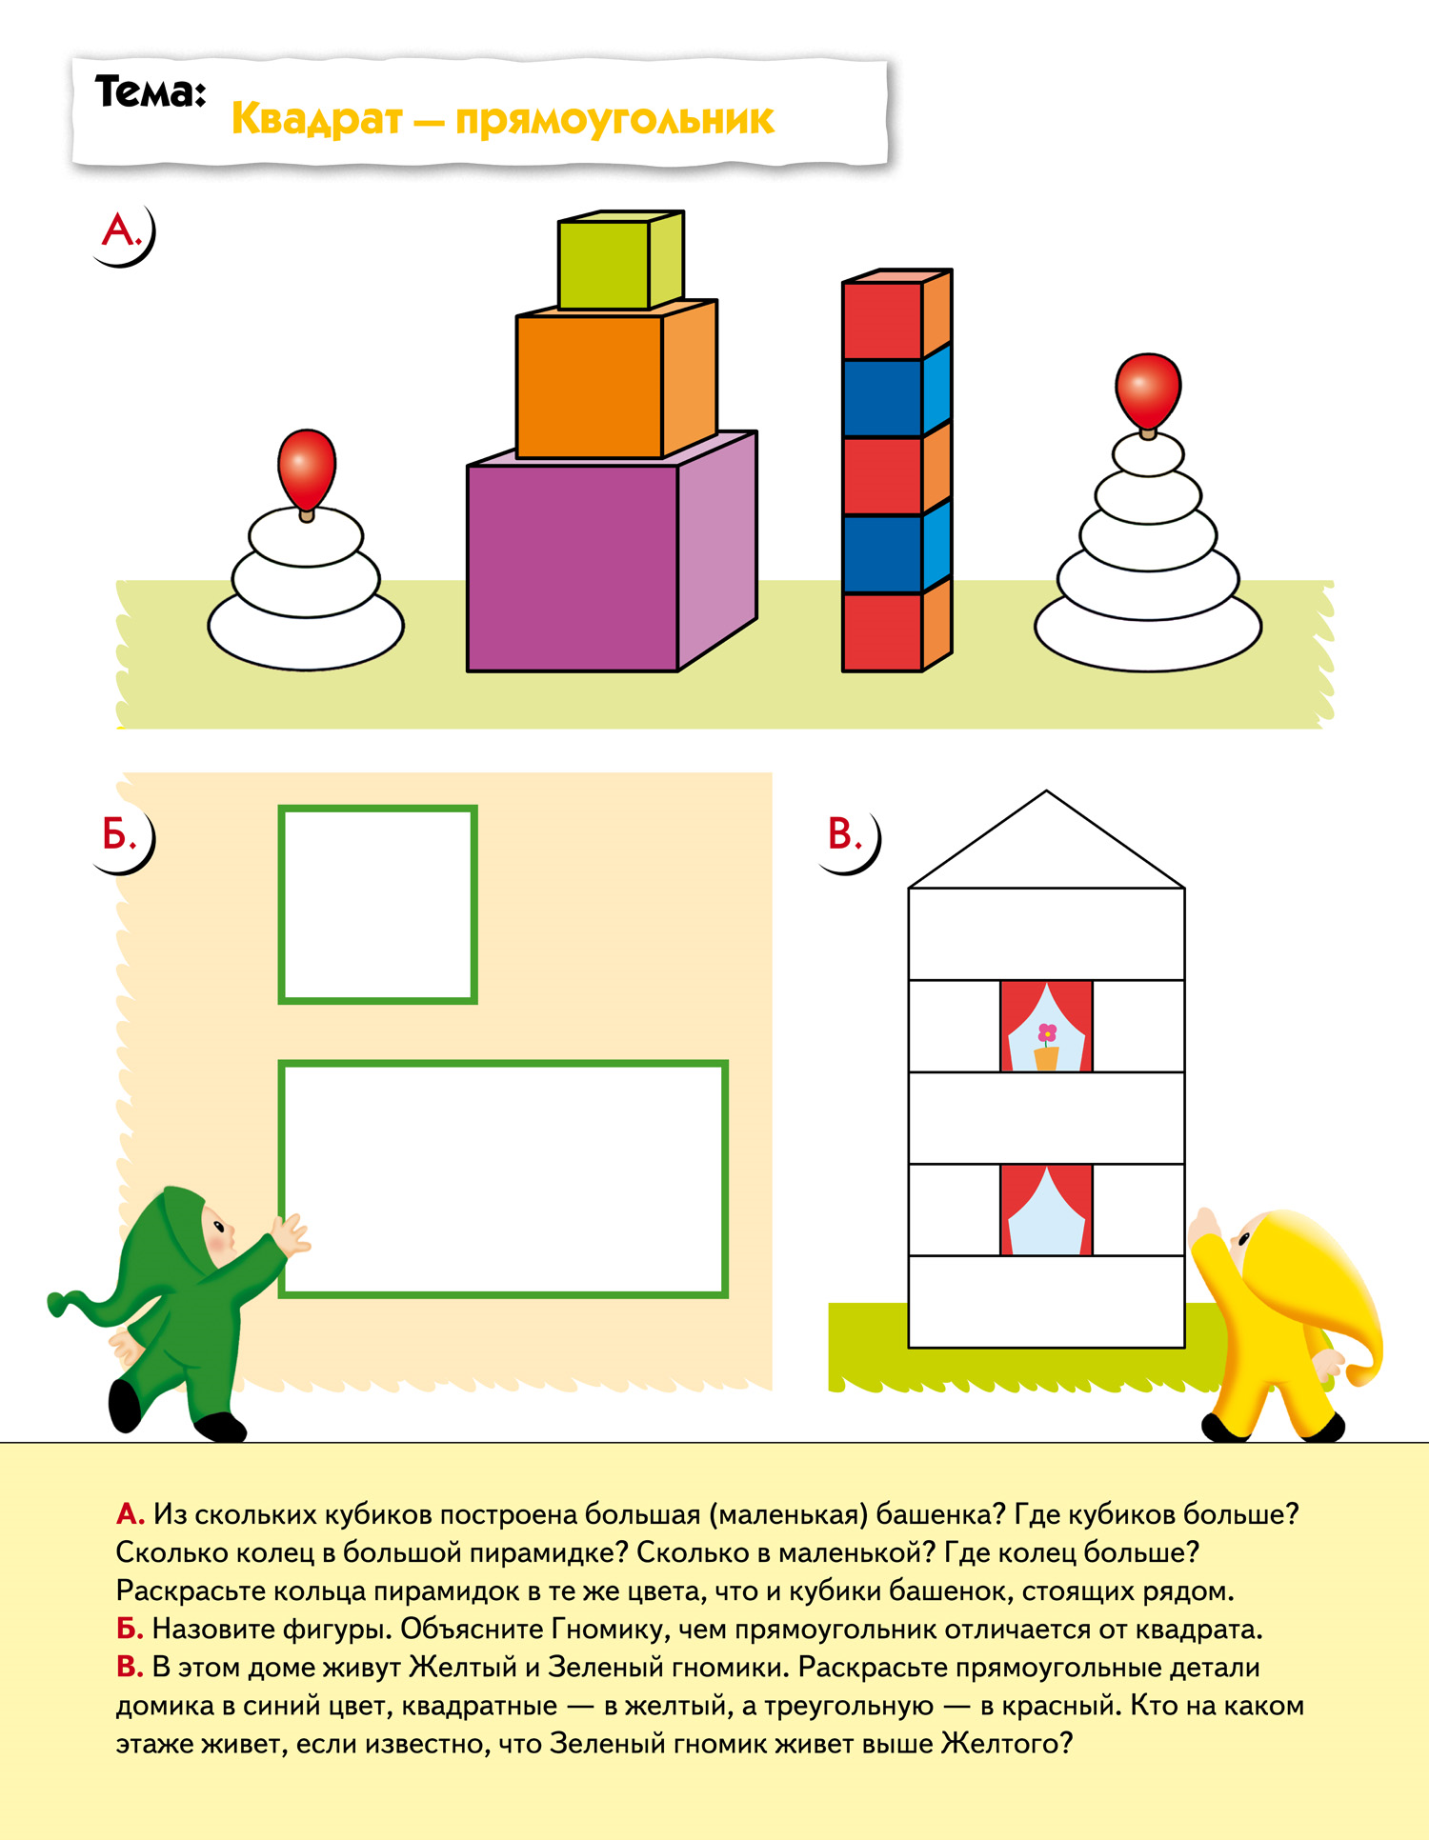 Тема:
Квадрат — прямоугольник
А.
Б.
В.
А. Из скольких кубиков построена большая (маленькая) башенка? Где кубиков больше?
Сколько колец в большой пирамидке? Сколько в маленькой? Где колец больше?
Раскрасьте кольца пирамидок в те же цвета, что и кубики башенок, стоящих рядом.
Б. Назовите фигуры. Объясните Гномику, чем прямоугольник отличается от квадрата.
В. В этом доме живут Желтый и Зеленый гномики. Раскрасьте прямоугольные детали
домика в синий цвет, квадратные — в желтый, а треугольную — в красный. Кто на каком
этаже живет, если известно, что Зеленый гномик живет выше Желтого?